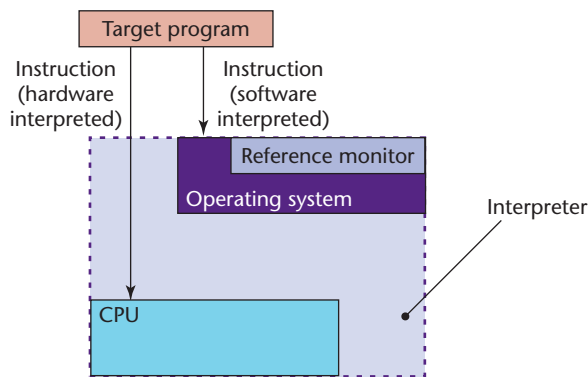 Target program
Instruction
(hardware
interpreted)
Instruction
(software
interpreted)
Reference monitor
Operating system
Interpreter
CPU